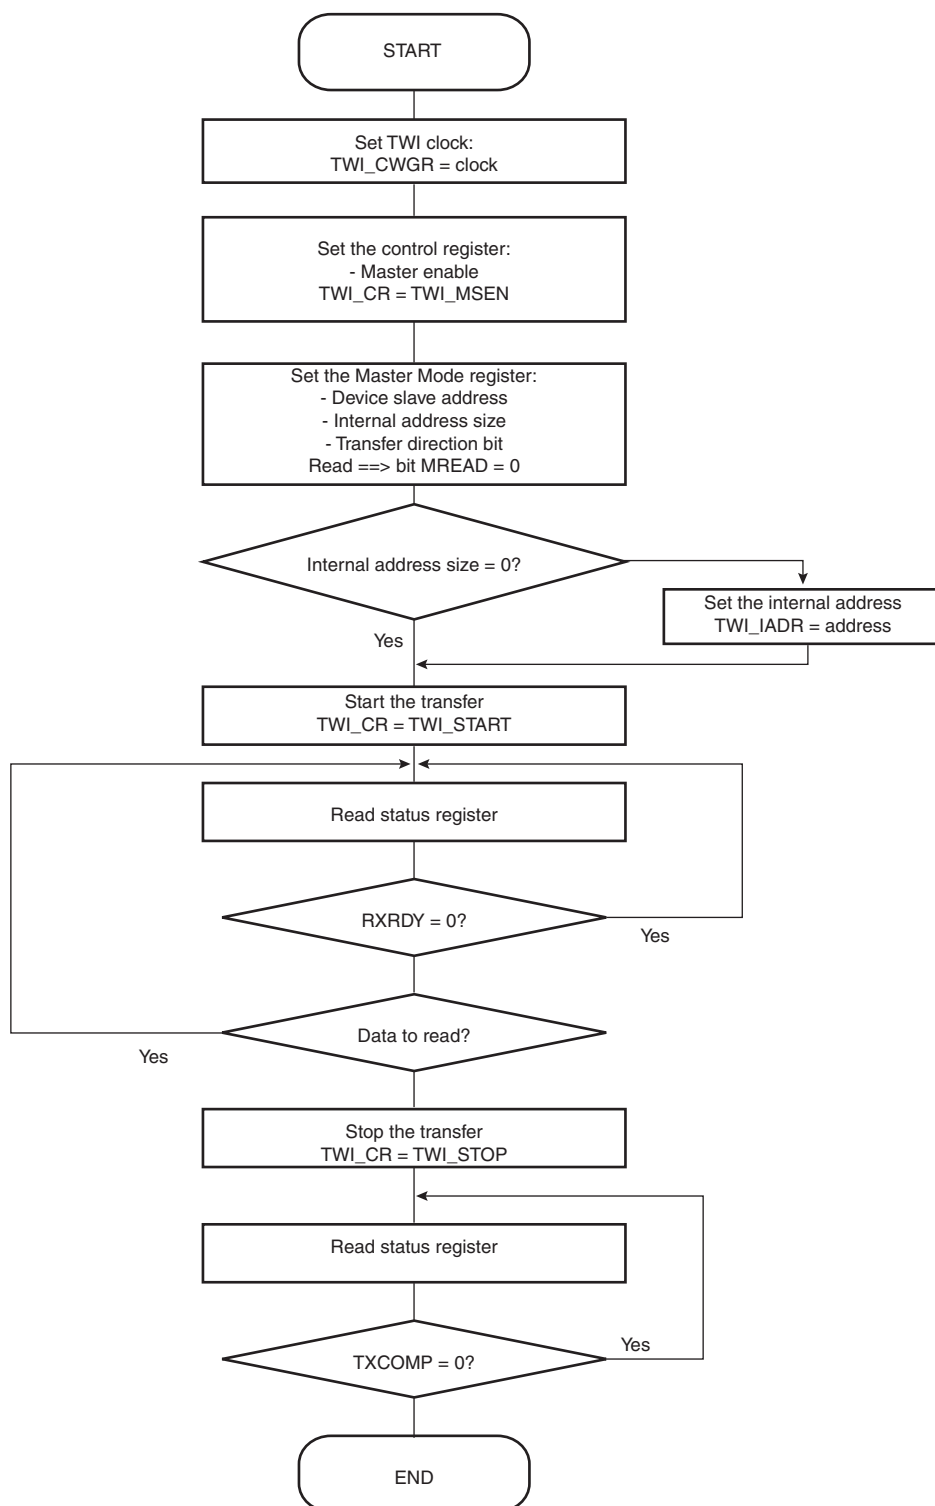 START
Set TWI clock:
TWI_CWGR = clock
Set the control register:
- Master enable
TWI_CR = TWI_MSEN
Set the Master Mode register:
- Device slave address
- Internal address size
- Transfer direction bit
Read ==> bit MREAD = 0
Internal address size = 0?
Set the internal address
TWI_IADR = address
Yes
Start the transfer
TWI_CR = TWI_START
Read status register
RXRDY = 0?
Yes
Data to read?
Yes
Stop the transfer
TWI_CR = TWI_STOP
Read status register
Yes
TXCOMP = 0?
END